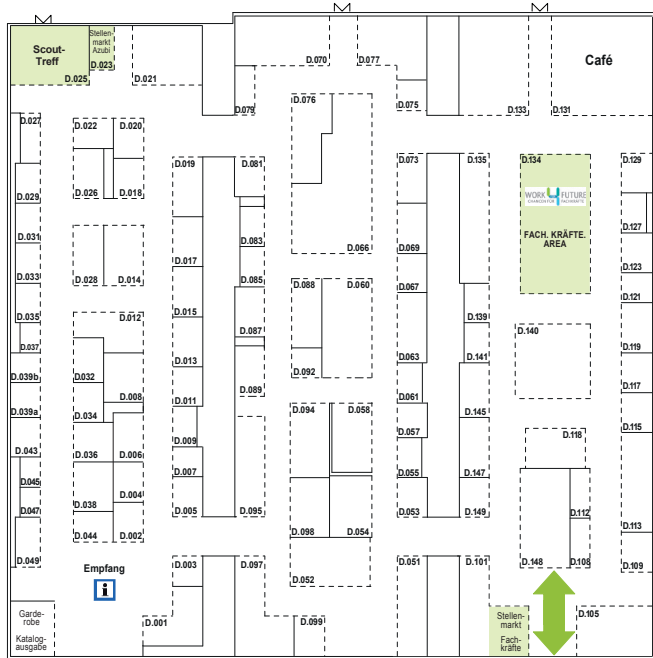 Scout-
Treff
Stellen-
markt
Azubi
D.023
D.025
D.021
D.070
D.077
Café
D.079
D.076
D.075
D.133
D.131
D.027
D.022
D.020
D.019
D.081
D.073
D.135
D.134
D.129
D.029
D.026
D.018
WORK 4 FUTURE
CHANCEN FÜR FACHKRÄFTE
FACH. KRÄFTE.
AREA
D.031
D.083
D.127
D.017
D.066
D.069
D.033
D.028
D.014
D.085
D.088
D.060
D.067
D.123
D.121
D.035
D.012
D.015
D.087
D.139
D.140
D.037
D.013
D.063
D.141
D.119
D.039b
D.032
D.092
D.089
D.117
D.039a
D.034
D.008
D.011
D.094
D.058
D.061
D.145
D.115
D.043
D.036
D.006
D.009
D.057
D.118
D.045
D.007
D.055
D.147
D.047
D.038
D.004
D.005
D.095
D.053
D.149
D.112
D.049
D.044
D.002
D.098
D.054
D.113
D.003
D.097
D.052
D.051
D.101
D.148
D.108
D.109
Empfang
i
Garde-
robe
Katalog-
ausgabe
D.001
D.099
Stellen-
markt
Fach-
kräfte
D.105